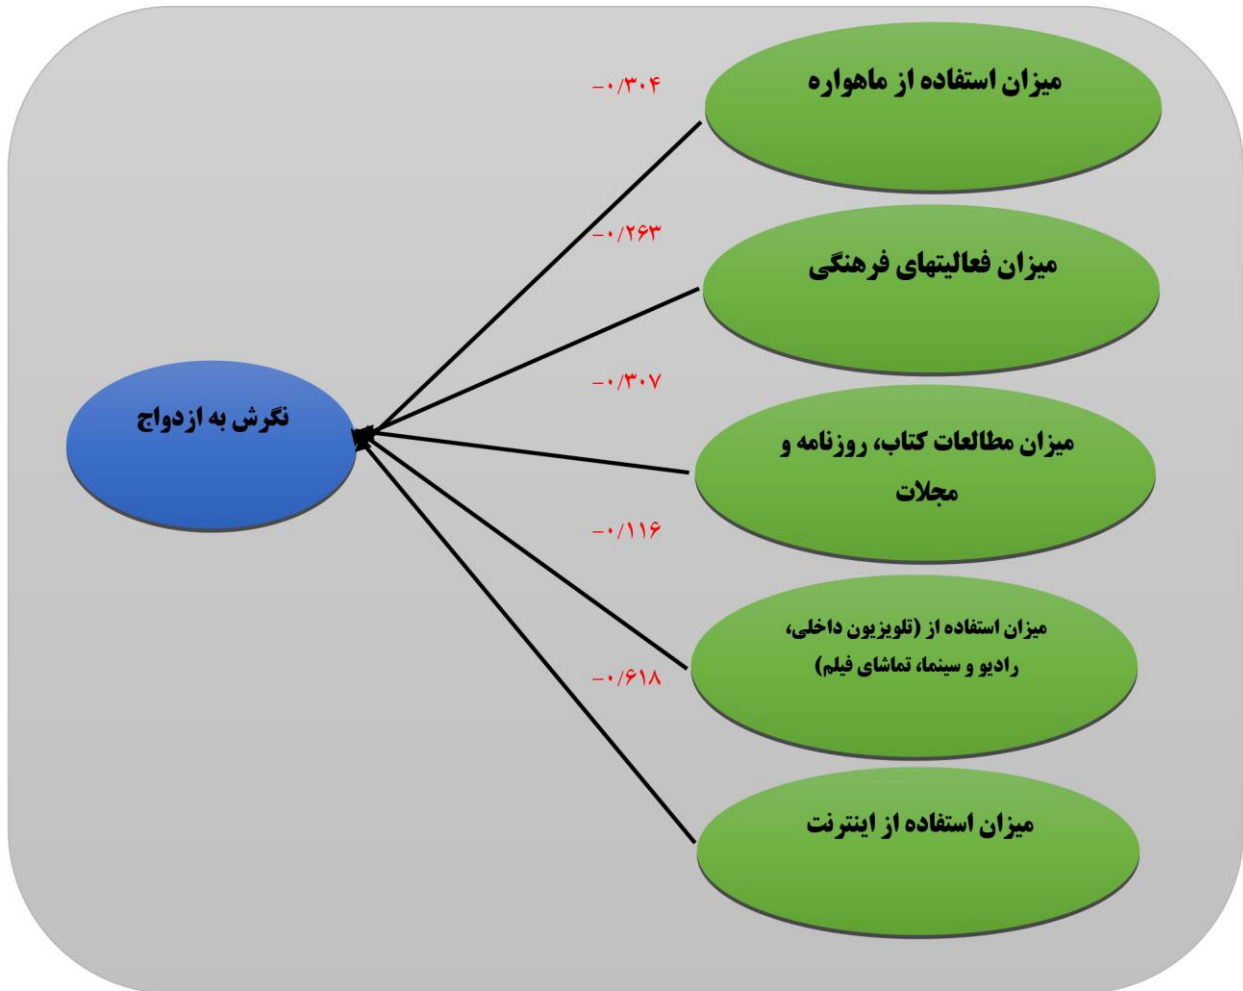 میزان استفاده از ماهواره
-۰/۳۰۴
میزان فعالیتهای فرهنگی
-۰/۲۶۳
میزان مطالعات کتاب، روزنامه و
مجلات
-۰/۳۰۷
نگرش به ازدواج
میزان استفاده از (تلویزیون داخلی،
رادیو و سینما، تماشای فیلم)
-۰/۱۱۶
میزان استفاده از اینترنت
-۰/۶۱۸